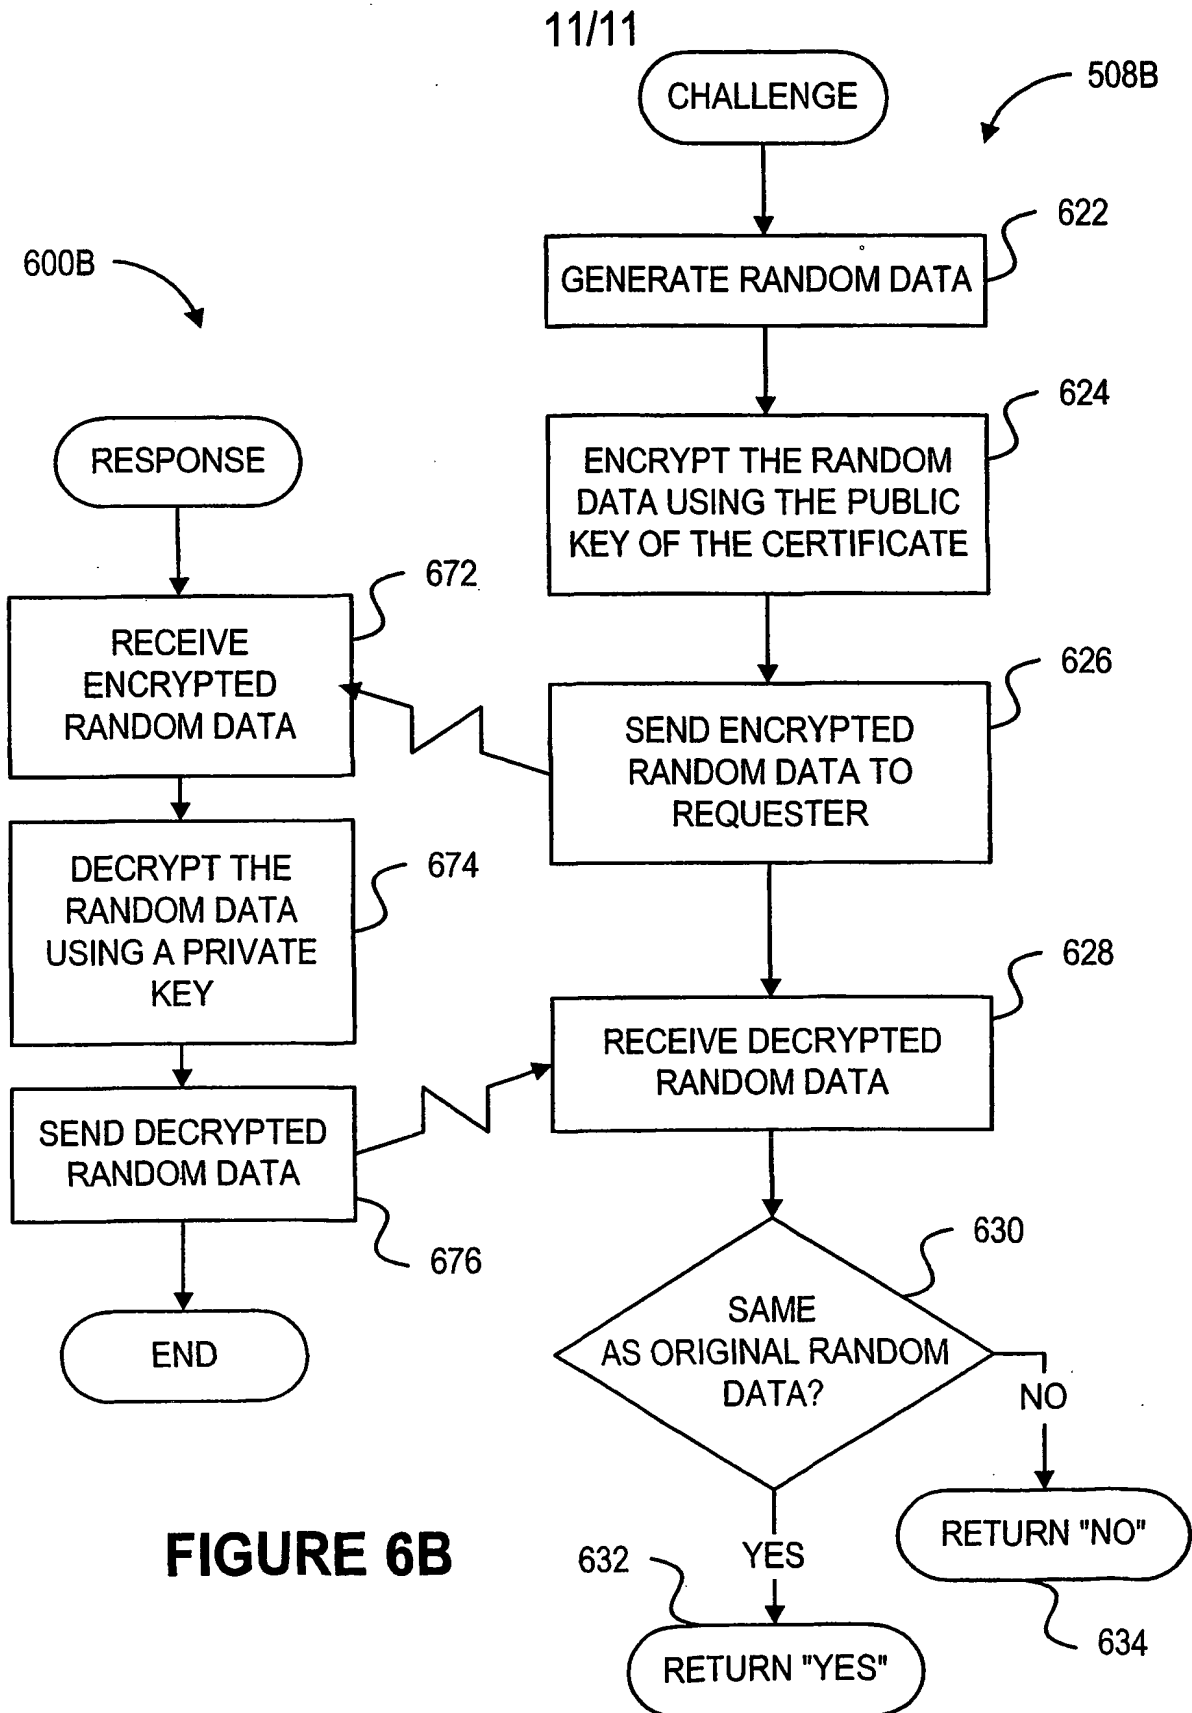 11/11
CHALLENGE
508B
622
GENERATE RANDOM DATA
600B
624
ENCRYPT THE RANDOM
DATA USING THE PUBLIC
KEY OF THE CERTIFICATE
RESPONSE
672
RECEIVE
ENCRYPTED
RANDOM DATA
626
SEND ENCRYPTED
RANDOM DATA TO
REQUESTER
DECRYPT THE
RANDOM DATA
USING A PRIVATE
KEY
674
628
RECEIVE DECRYPTED
RANDOM DATA
SEND DECRYPTED
RANDOM DATA
676
END
630
SAME
AS ORIGINAL RANDOM
DATA?
NO
RETURN "NO"
634
YES
632
RETURN "YES"
FIGURE 6B